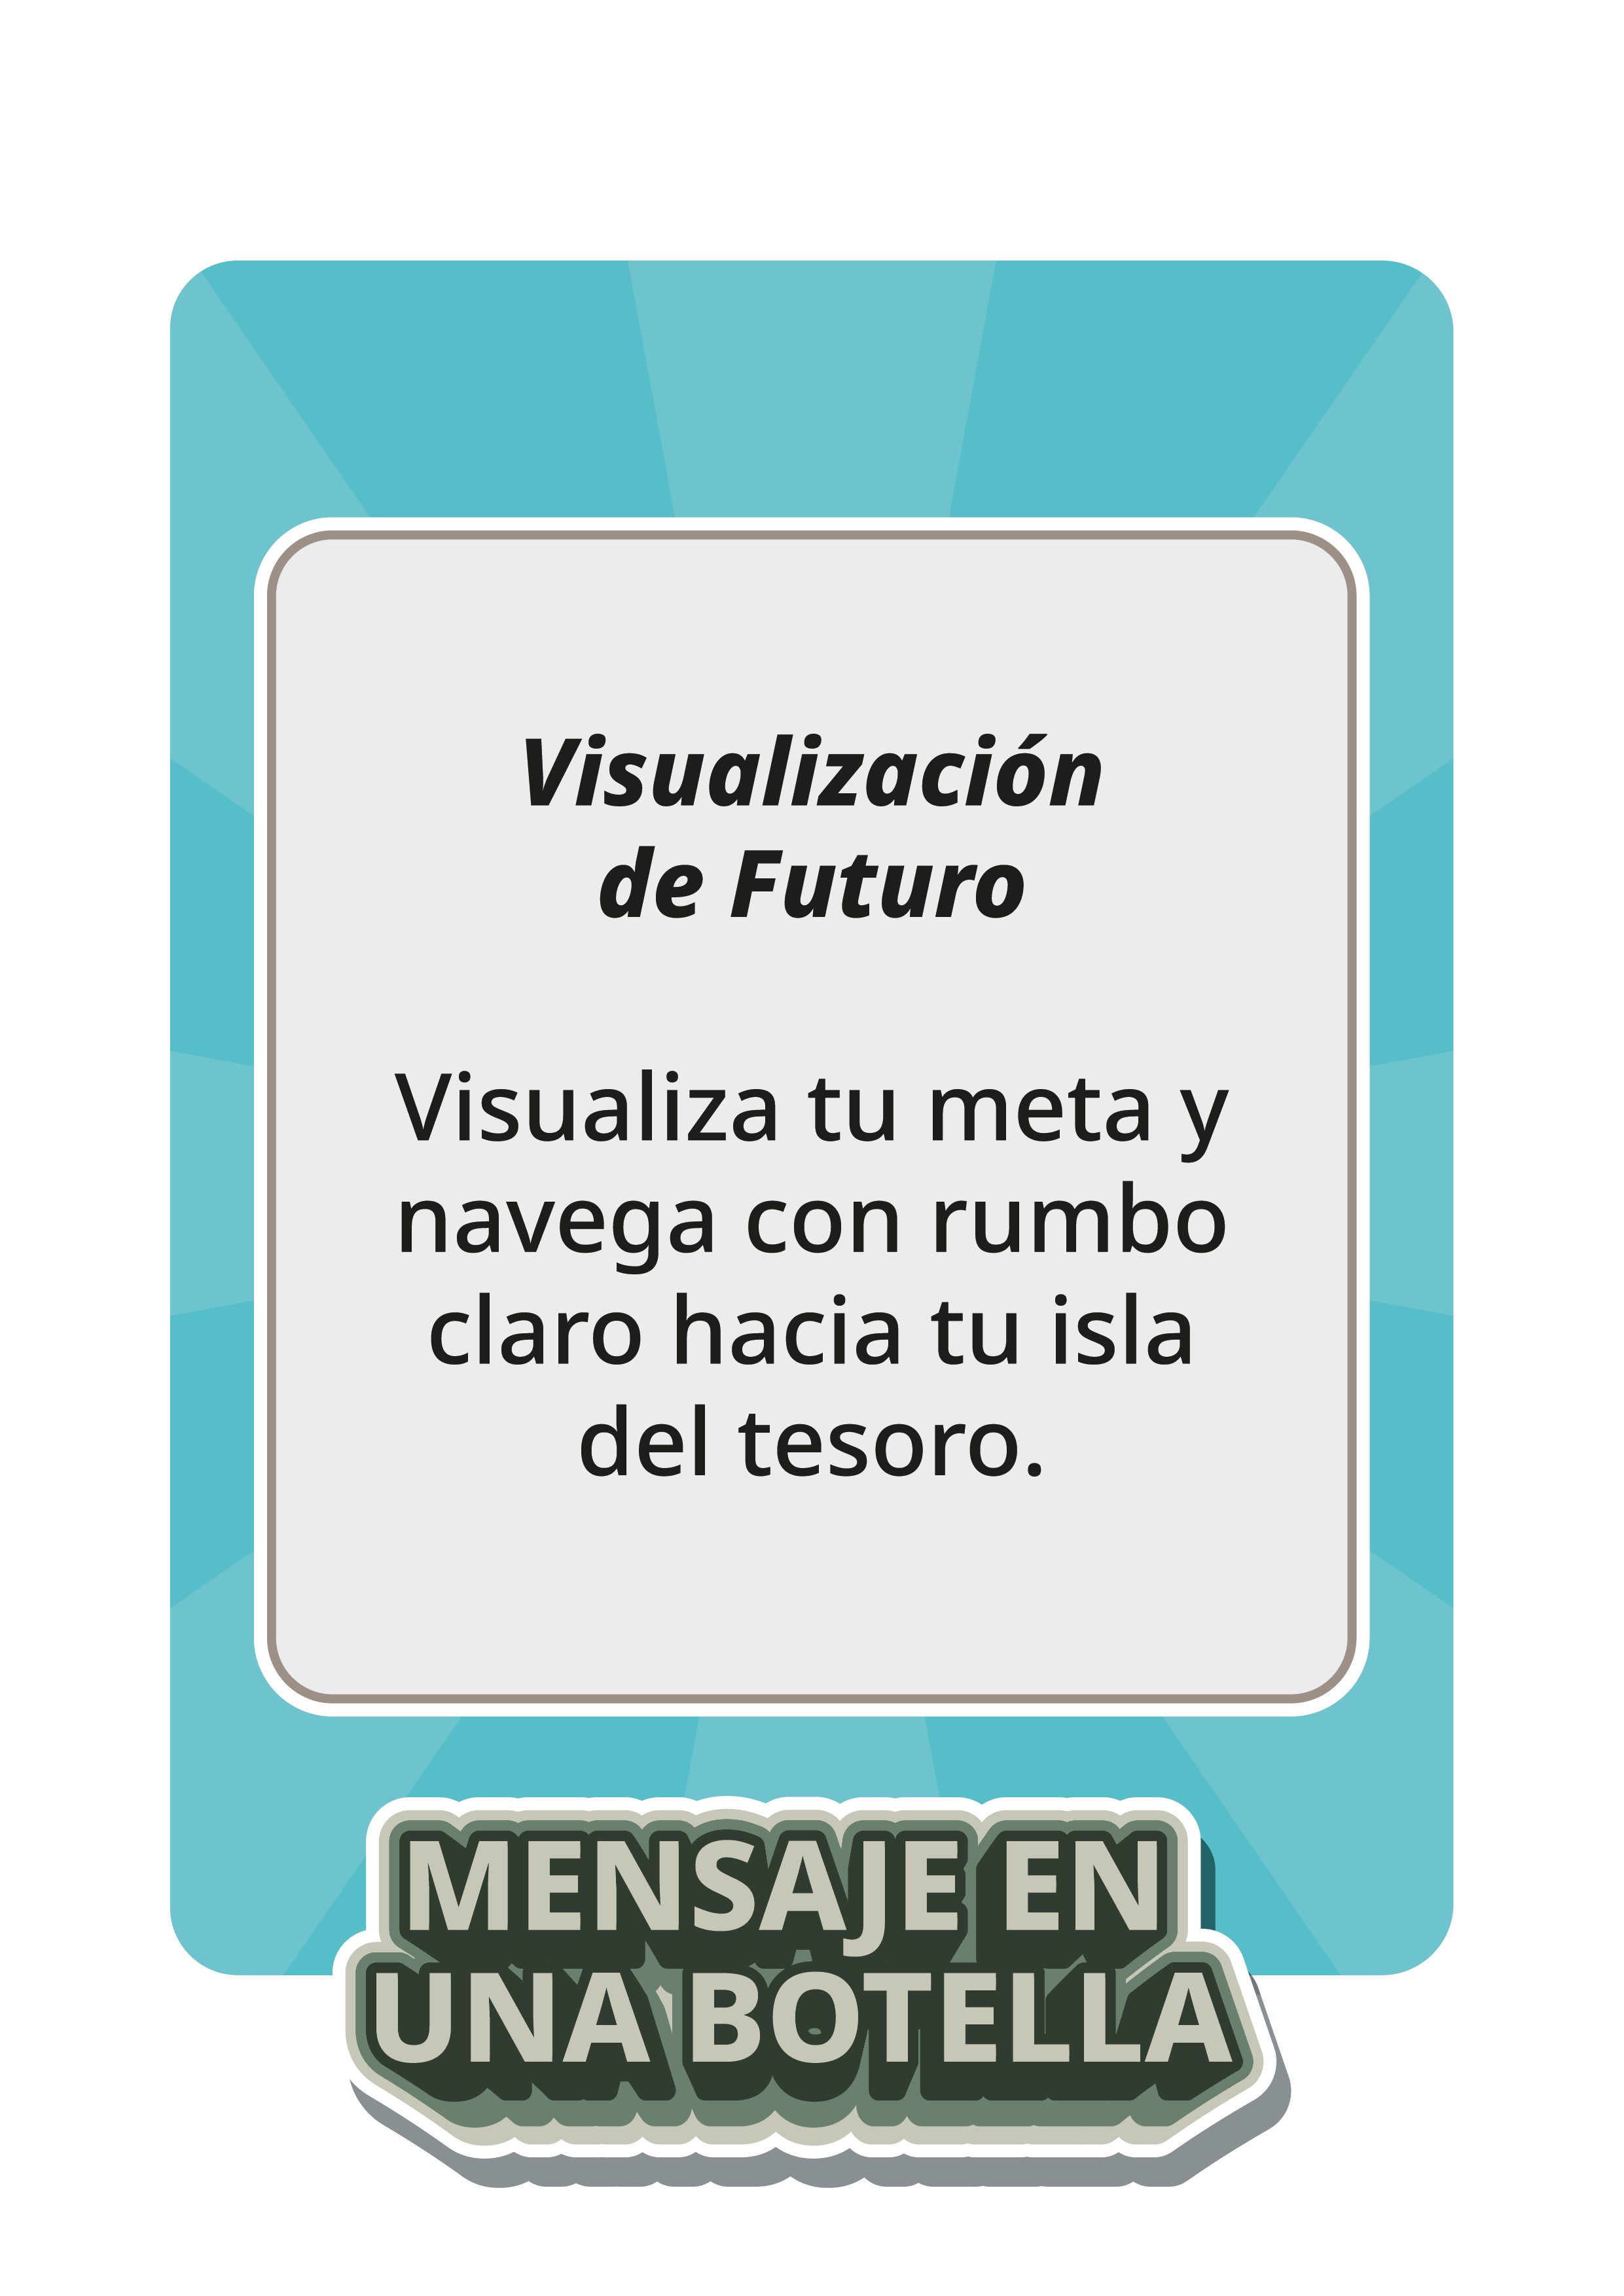 Visualización
de Futuro
Visualiza tu meta y
navega con rumbo
claro hacia tu isla
del tesoro.
MENSAJE EN
UNA BOTELLA